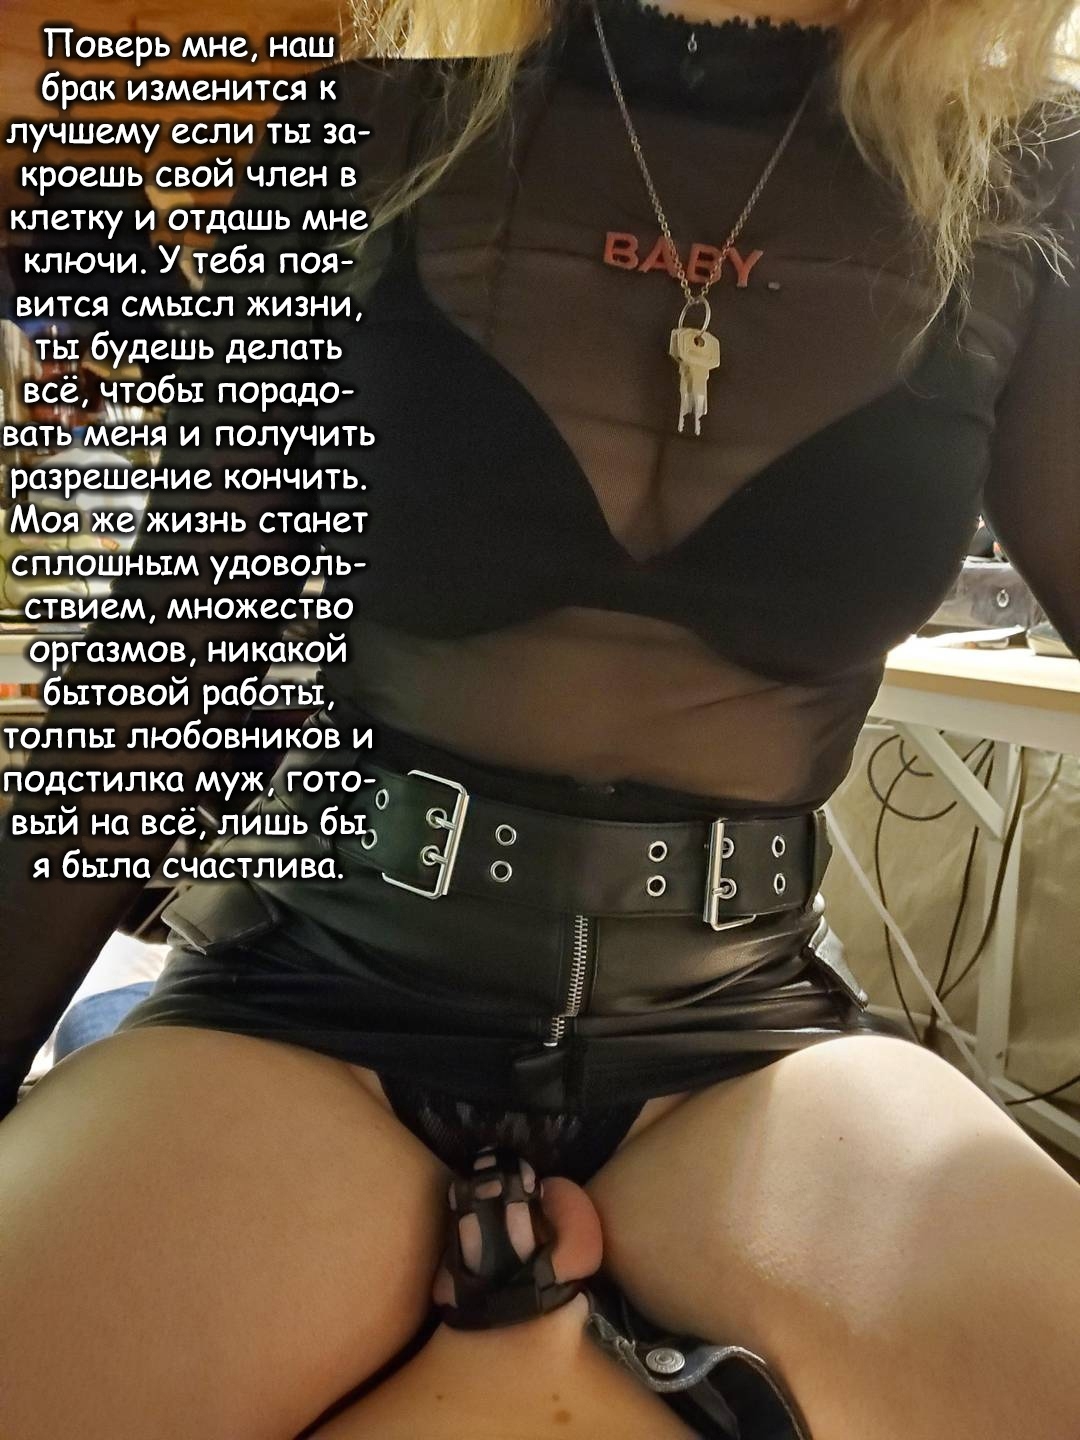 Поверь мне, наш
брак изменится к
лучшему если ты за-
кроешь свой член в
клетку и отдашь мне
ключи. У тебя поя-
вится смысл жизни,
ты будешь делать
всё, чтобы порадо-
вать меня и получить
разрешение кончить.
Моя же жизнь станет
сплошным удоволь-
ствием, множество
оргазмов, никакой
бытовой работы,
толпы любовников и
подстилка муж, гото-
вый на всё, лишь бы
я была счастлива.
BABY.